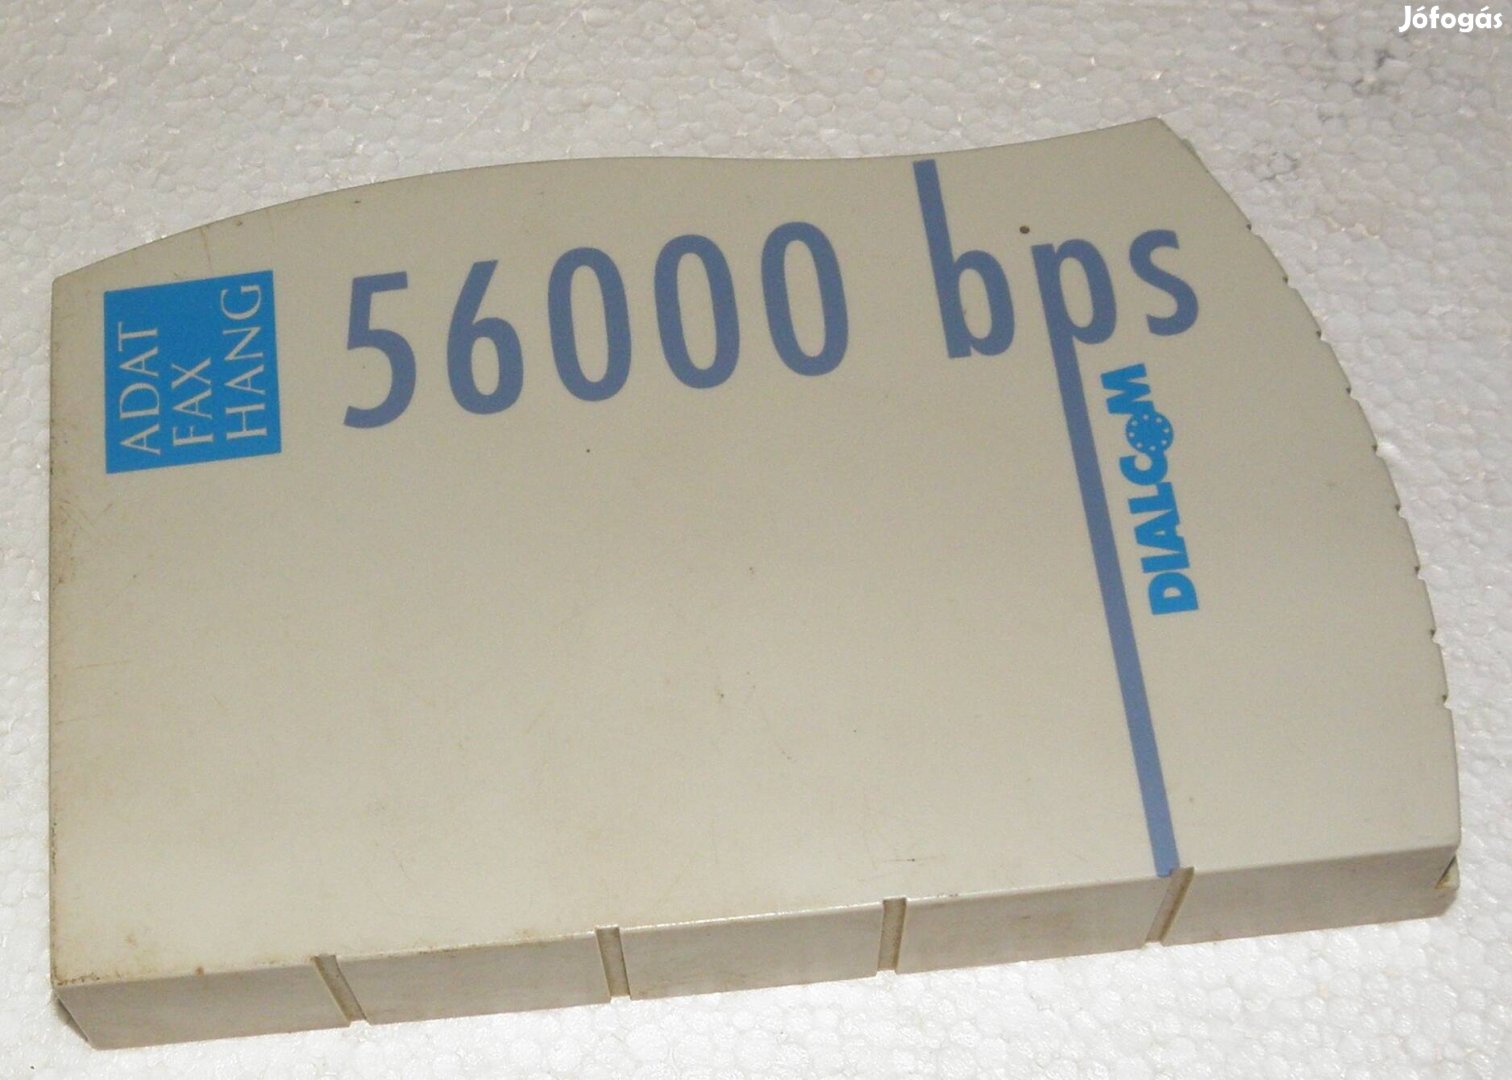 Jófogás
ADAT
FAX
HANG
56000 bps
DIALCOM